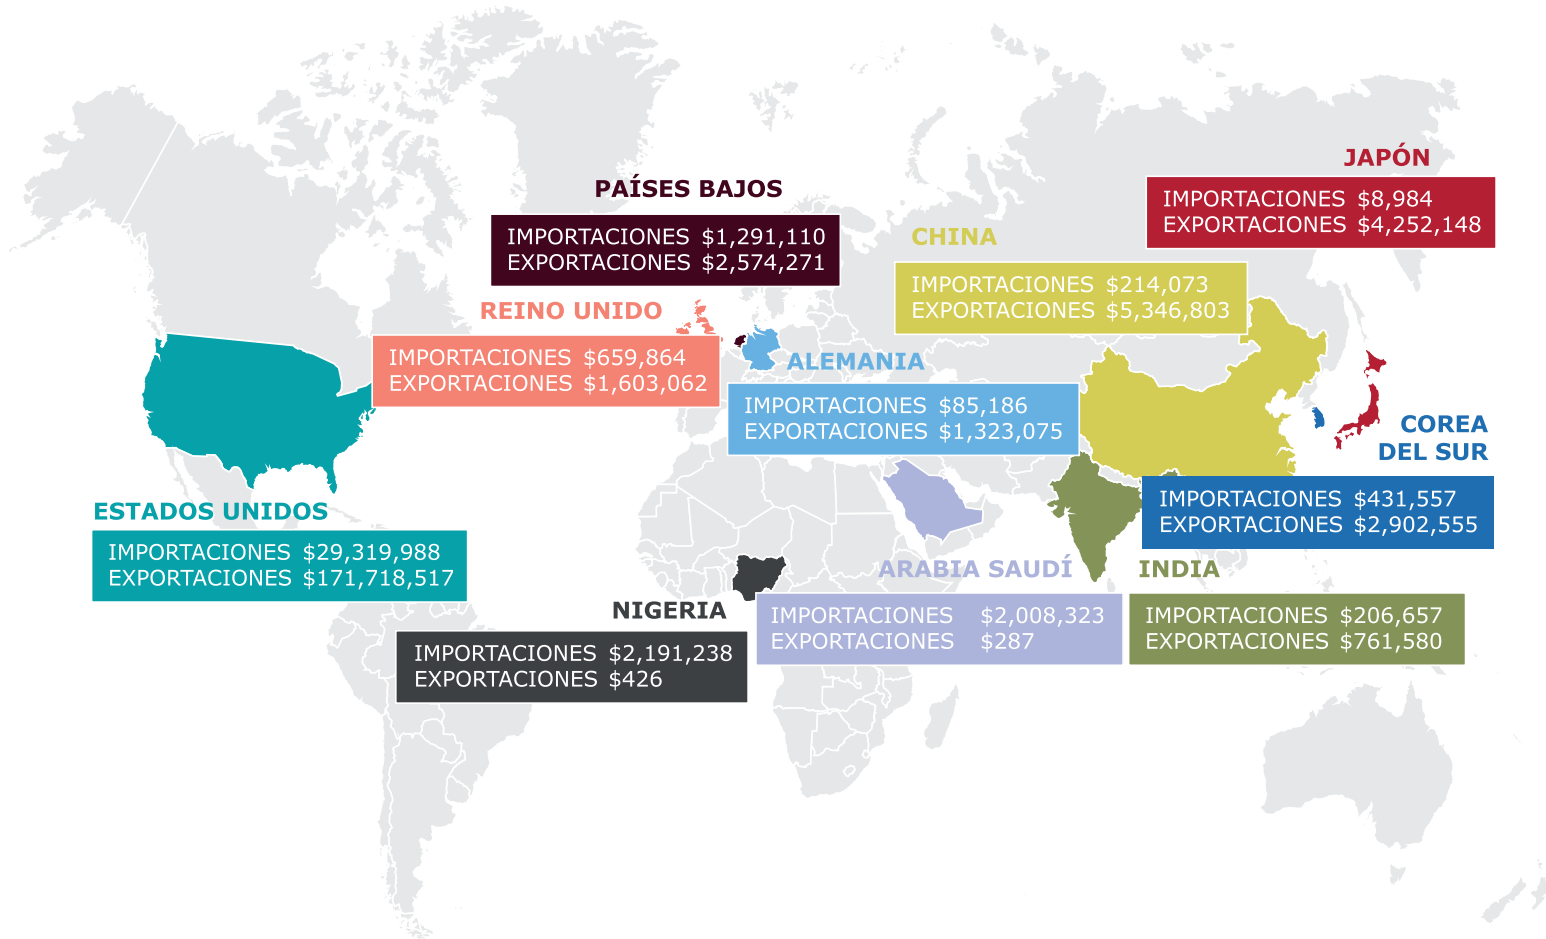 JAPÓN
IMPORTACIONES $8,984
EXPORTACIONES $4,252,148
PAÍSES BAJOS
IMPORTACIONES $1,291,110
EXPORTACIONES $2,574,271
CHINA
IMPORTACIONES $214,073
EXPORTACIONES $5,346,803
REINO UNIDO
IMPORTACIONES $659,864
EXPORTACIONES $1,603,062
ALEMANIA
IMPORTACIONES $85,186
EXPORTACIONES $1,323,075
COREA
DEL SUR
IMPORTACIONES $431,557
EXPORTACIONES $2,902,555
ESTADOS UNIDOS
IMPORTACIONES $29,319,988
EXPORTACIONES $171,718,517
ARABIA SAUDÍ
IMPORTACIONES $2,008,323
EXPORTACIONES $287
INDIA
IMPORTACIONES $206,657
EXPORTACIONES $761,580
NIGERIA
IMPORTACIONES $2,191,238
EXPORTACIONES $426